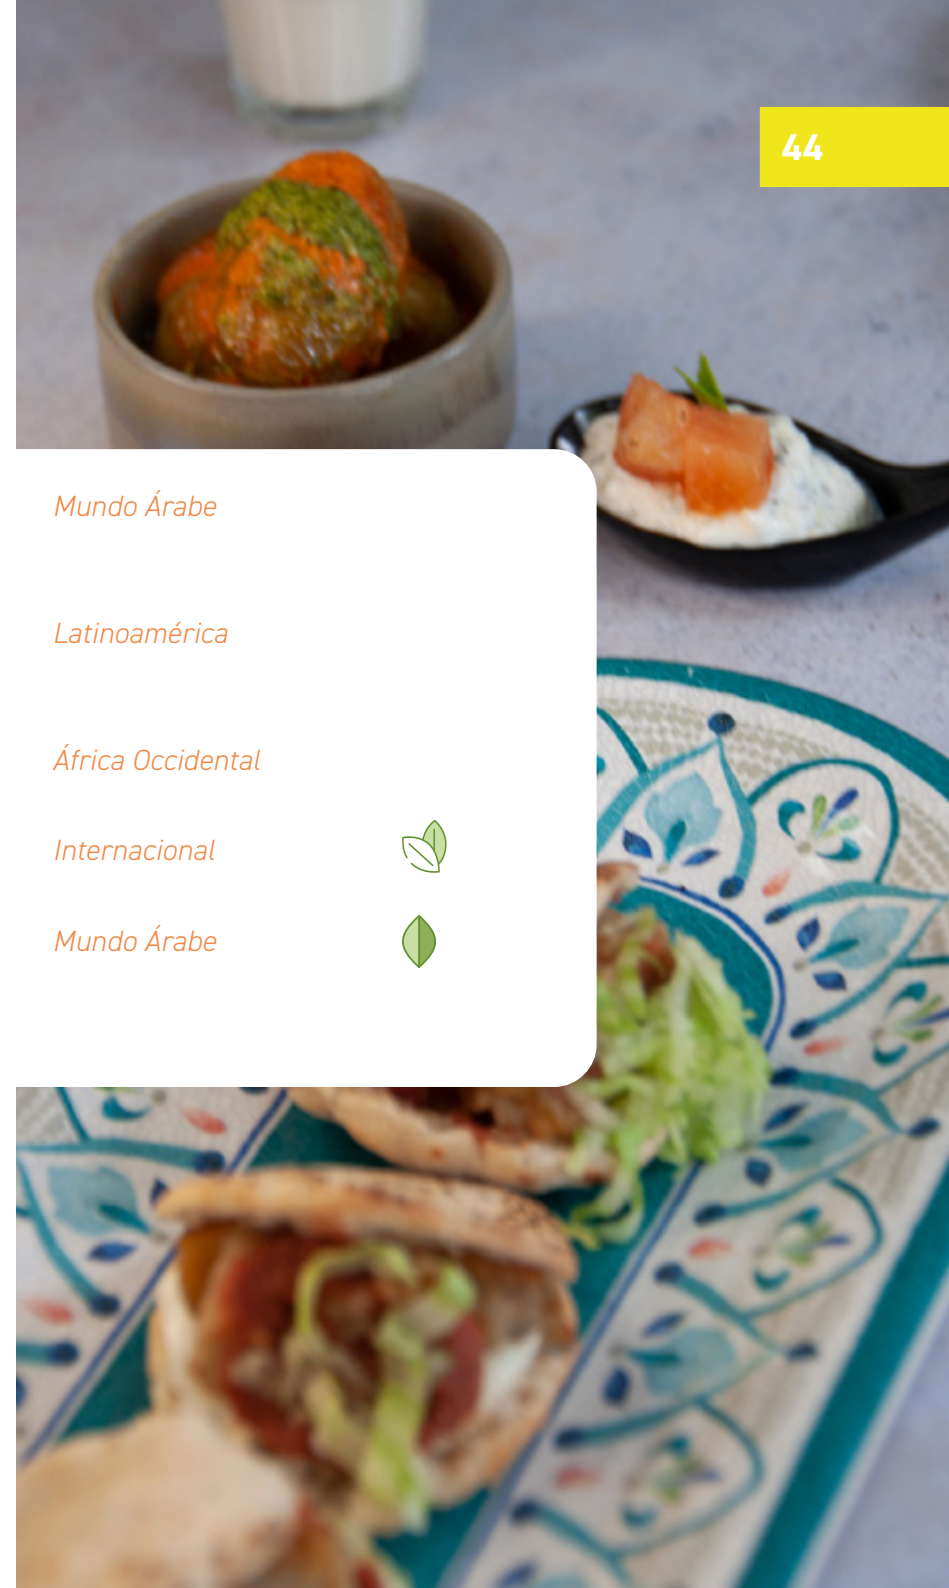 44
Mundo Árabe
Latinoamérica
África Occidental
Internacional
Mundo Árabe